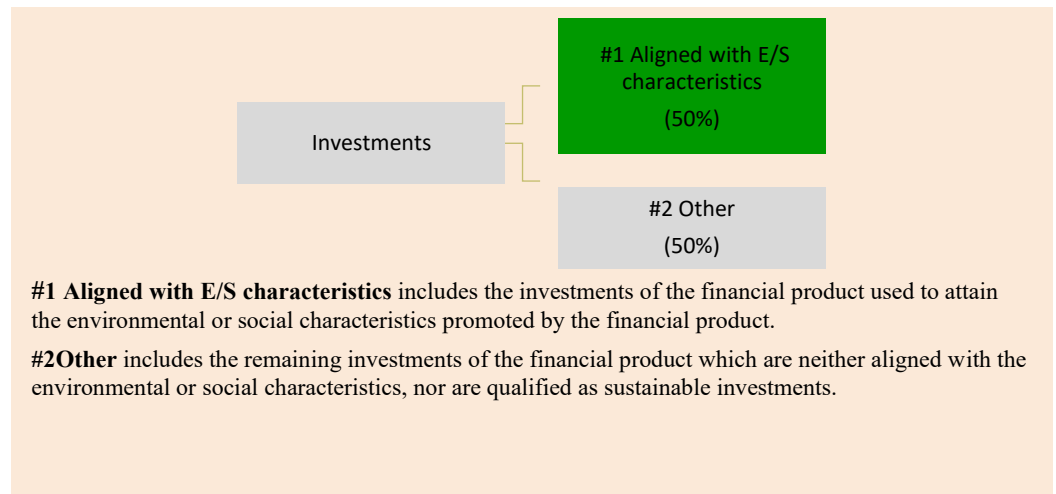 #1 Aligned with E/S
characteristics
(50%)
Investments
#2 Other
(50%)
#1 Aligned with E/S characteristics includes the investments of the financial product used to attain
the environmental or social characteristics promoted by the financial product.
#2Other includes the remaining investments of the financial product which are neither aligned with the
environmental or social characteristics, nor are qualified as sustainable investments.